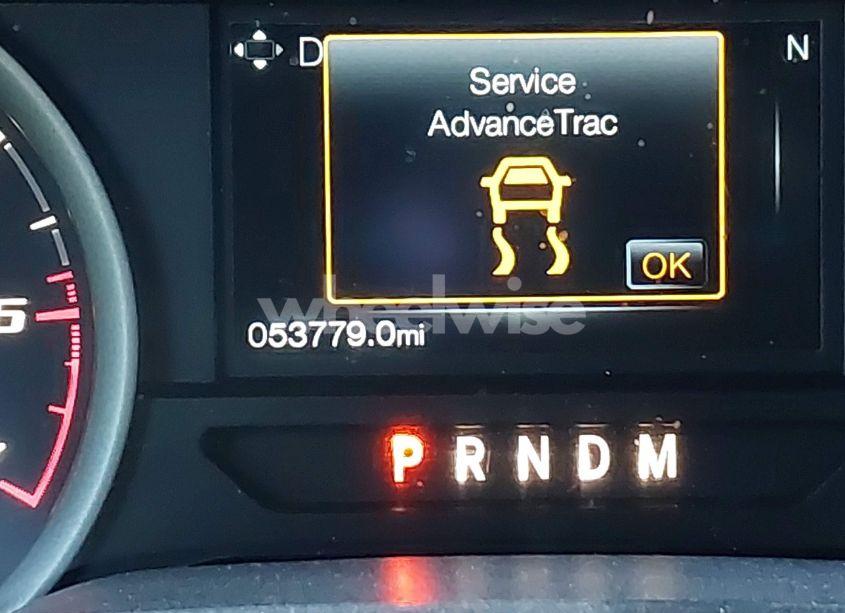 D
N
Service
AdvanceTrac
OK
wheelwise
053779.0mi
P R N D M